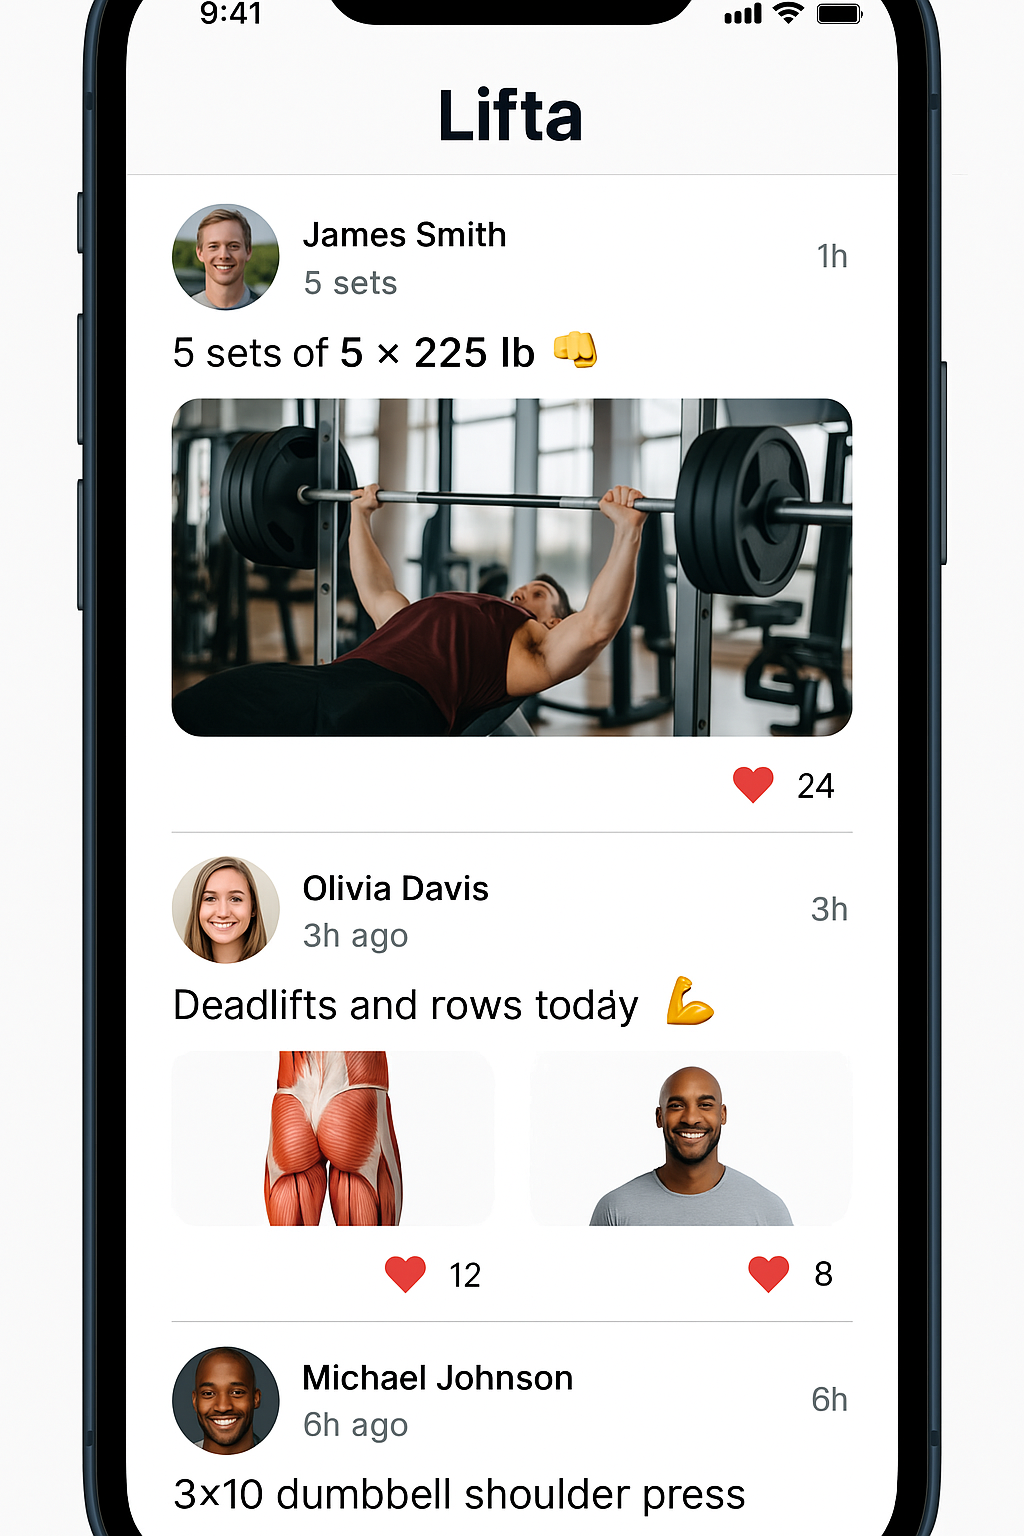 9:41
Lifta
James Smith
1h
5 sets
5 sets of 5 × 225 lb 👊
24
Olivia Davis
3h
3h ago
Deadlifts and rows today 💪
12
8
Michael Johnson
6h
6h ago
3×10 dumbbell shoulder press